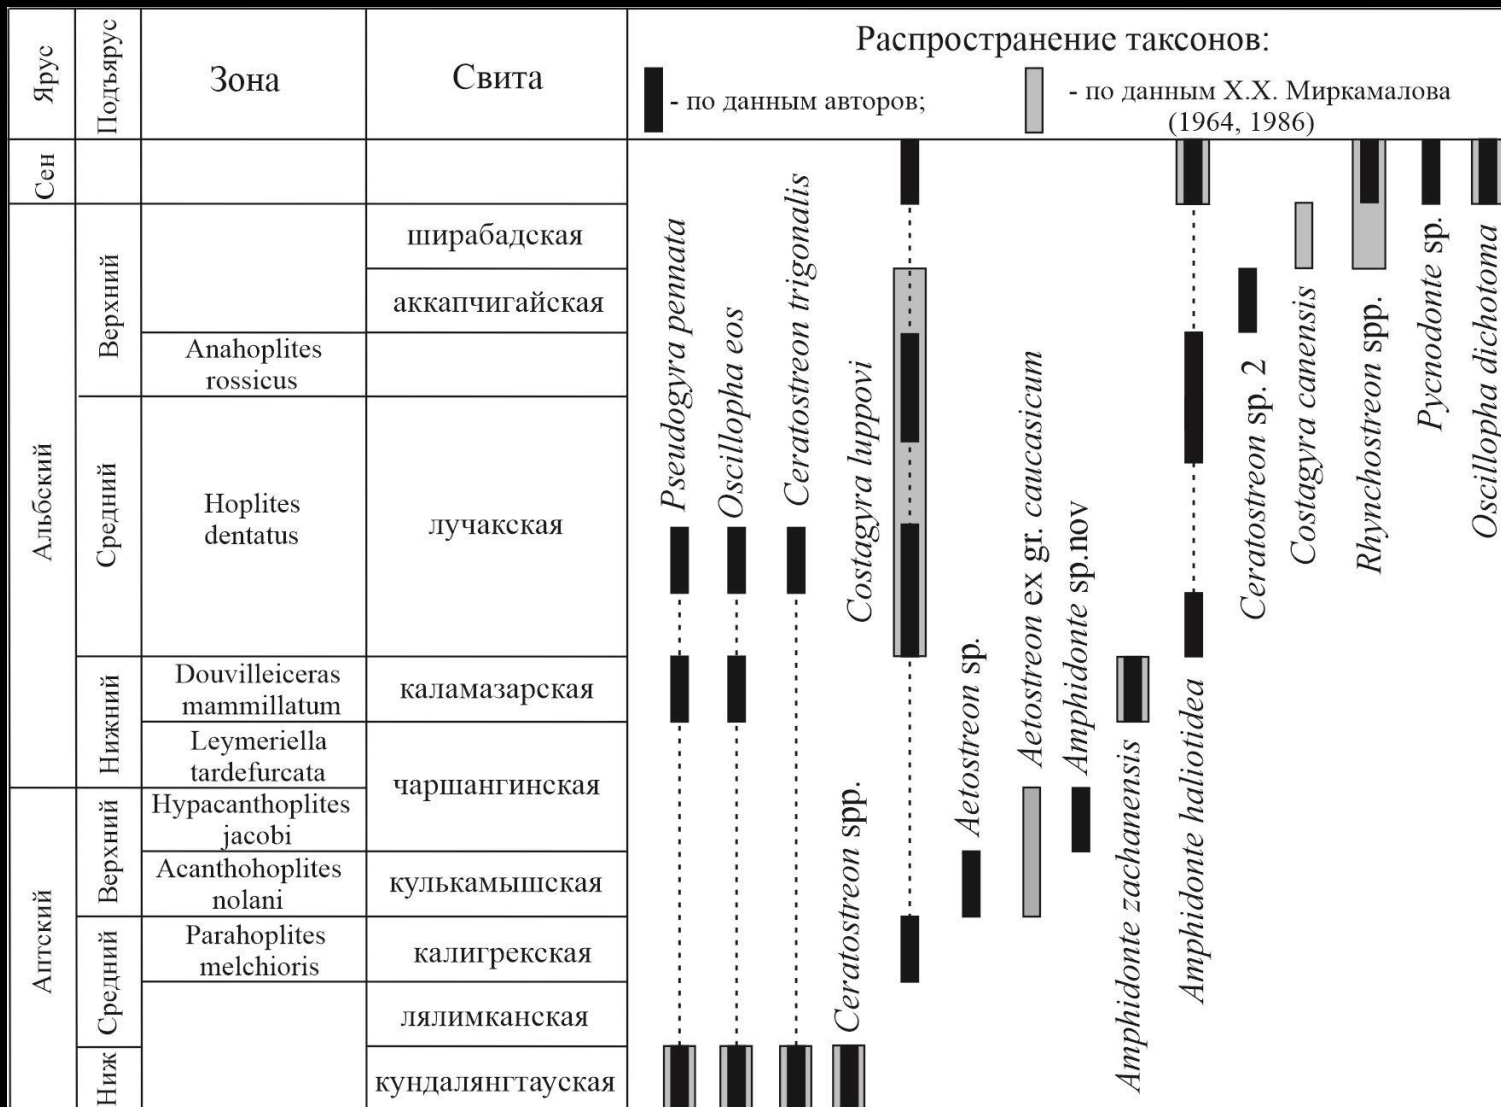 Ярус
Подъярус
Зона
Свита
Распространение таксонов:
- по данным авторов;
- по данным Х.Х. Миркамалова
(1964, 1986)
Сен
Альбский
Аптский
Верхний
Средний
Нижний
Верхний
Средний
Ниж
Anahoplites
rossicus
Hoplites
dentatus
Douvilleiceras
mammillatum
Leymeriella
tardefurcata
Hypacanthoplites
jacobi
Acanthohoplites
nolani
Parahoplites
melchioris
ширабадская
аккапчигайская
лучакская
каламазарская
чаршангинская
кулькамышская
калигрекская
лялимканская
кундалянгтауская
Pseudogyra pennata
Oscillopha eos
Ceratostreon trigonalis
Ceratostreon spp.
Costagyra luppovi
Aetostreon sp.
Aetostreon ex gr. caucasicum
Amphidonte sp.nov
Amphidonte zachanensis
Amphidonte haliotidea
Ceratostreon sp. 2
Costagyra canensis
Rhynchostreon spp.
Pycnodonte sp.
Oscillopha dichotoma